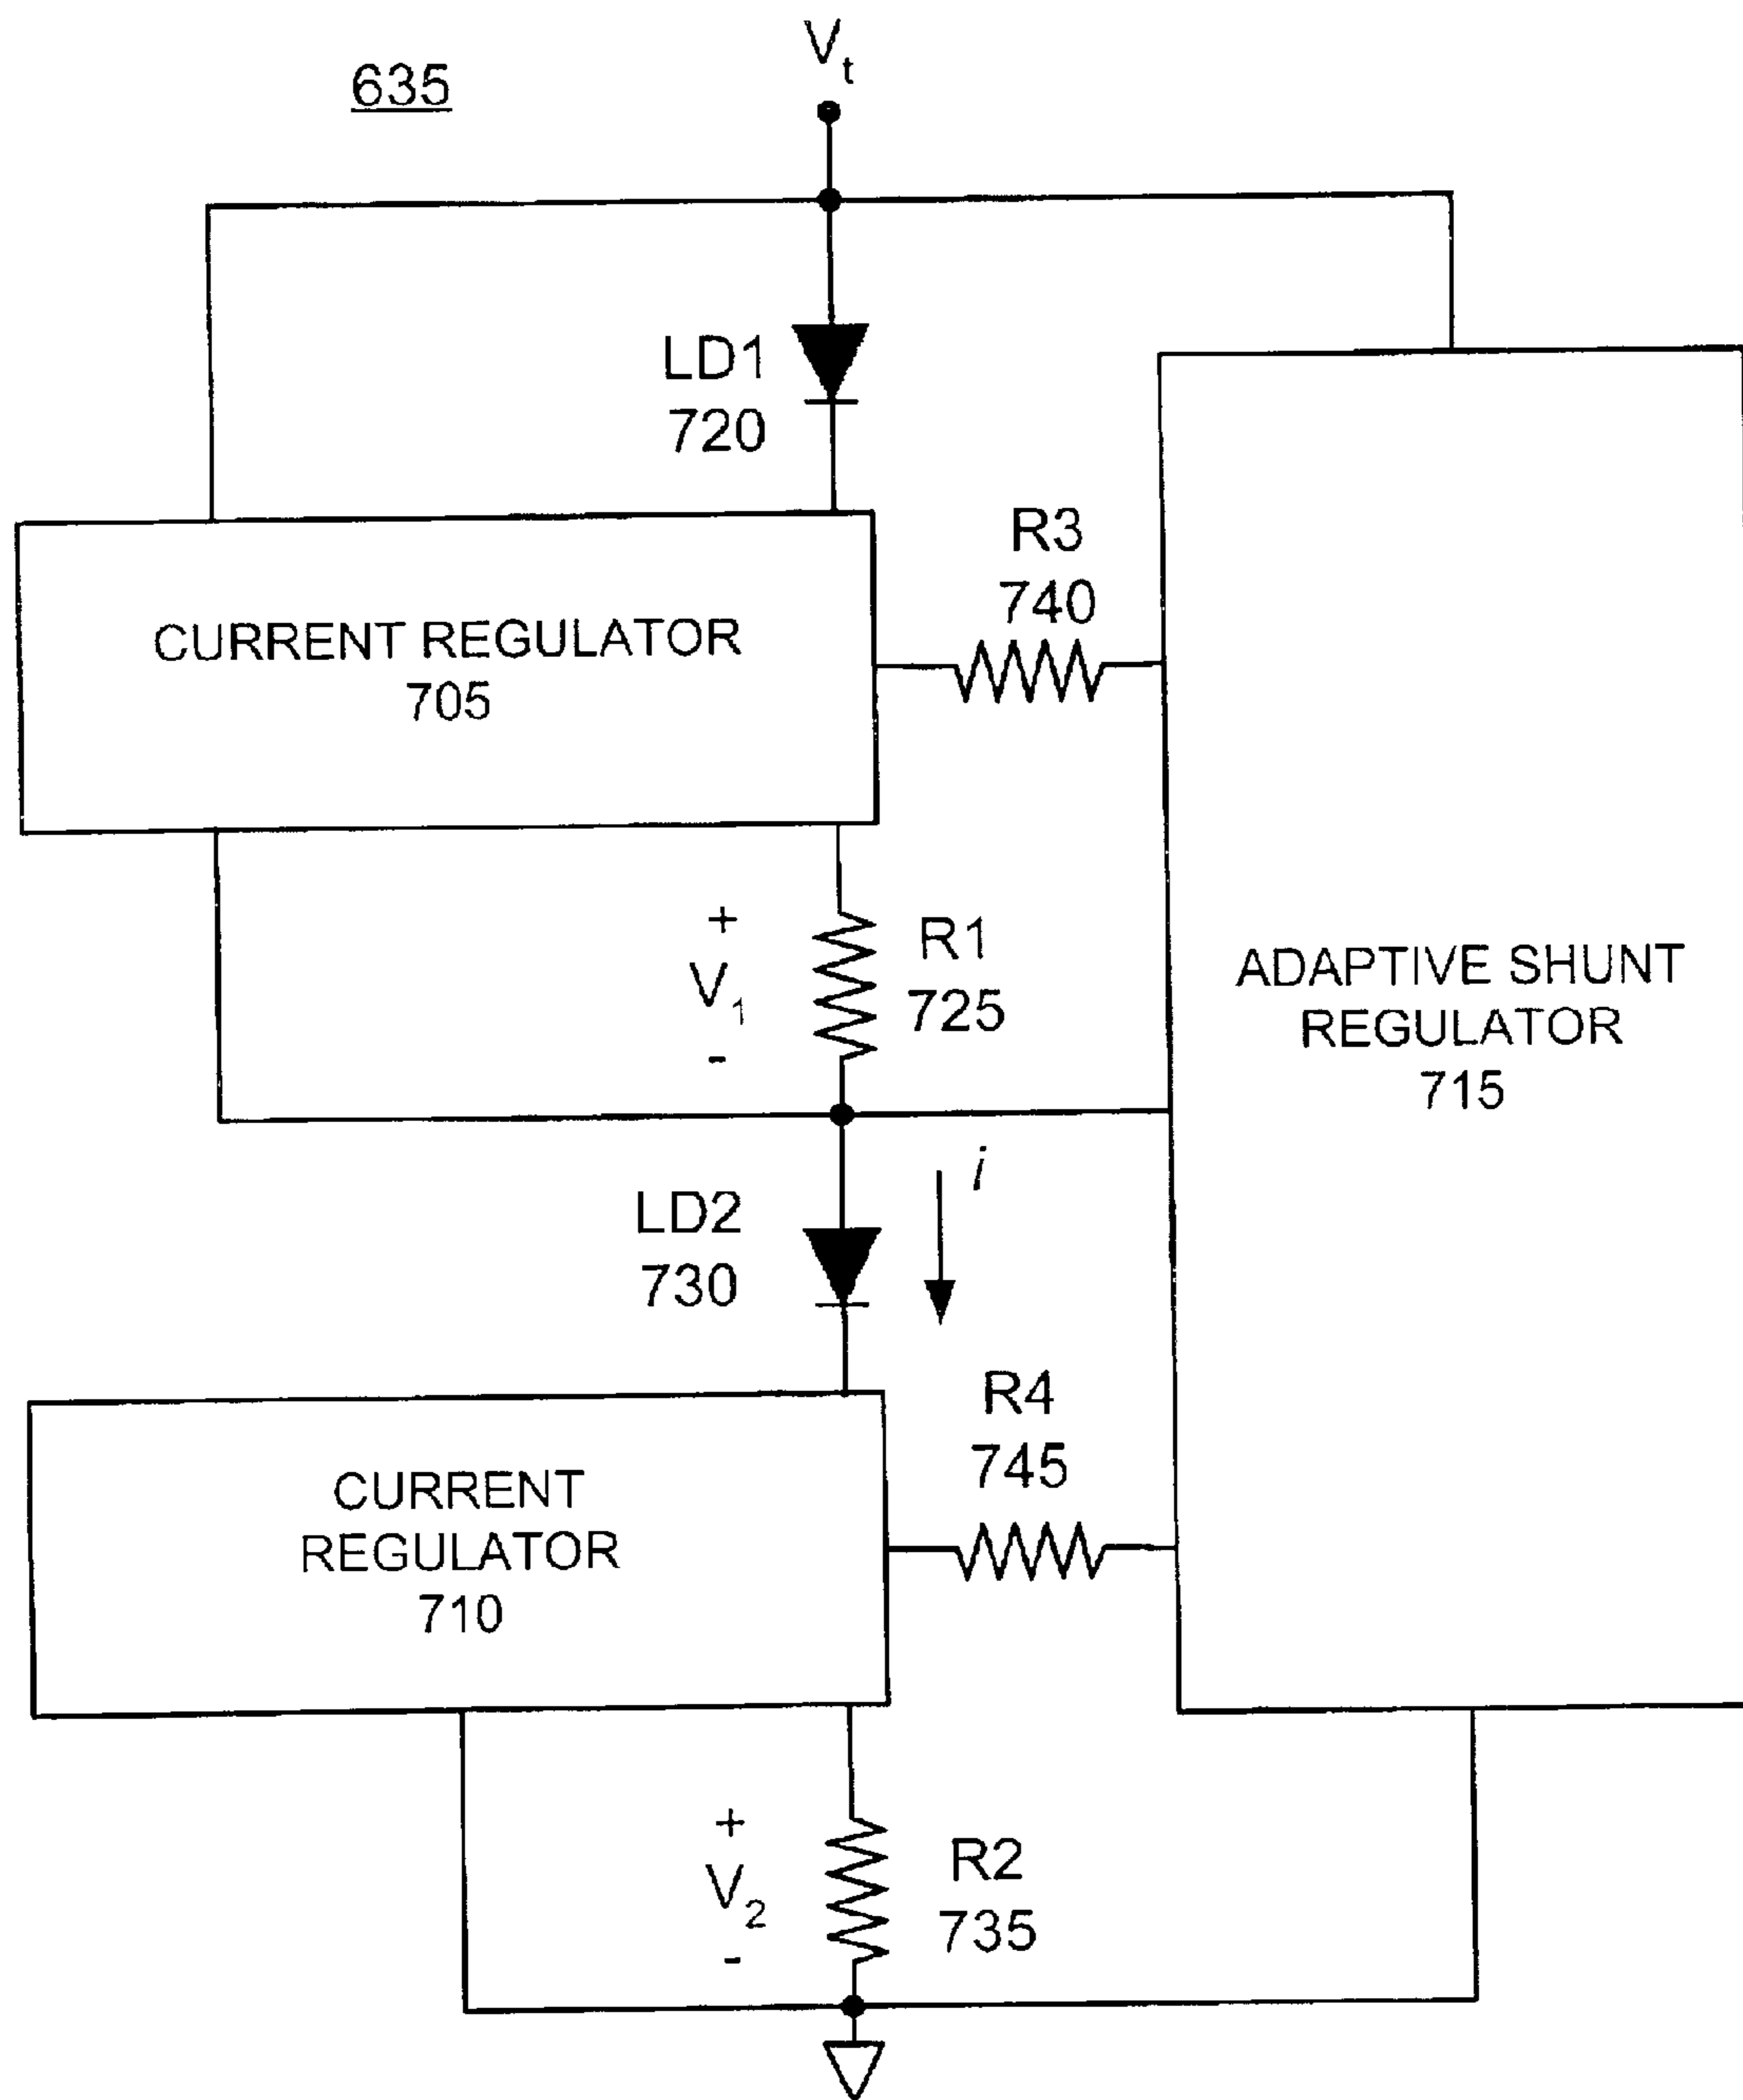 635
Vt
LD1
720
R3
740
CURRENT REGULATOR
705
+
V1
-
R1
725
ADAPTIVE SHUNT
REGULATOR
715
i
LD2
730
R4
745
CURRENT
REGULATOR
710
+
V2
-
R2
735